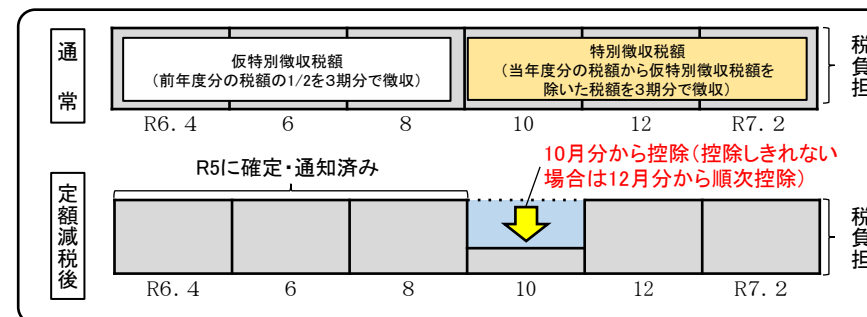 通常
仮特別徴収税額
(前年度分の税額の1/2を3期分で徴収)
特別徴収税額
(当年度分の税額から仮特別徴収税額を
除いた税額を3期分で徴収)
税負担
R6.4 6 8 10 12 R7.2
R5に確定・通知済み
10月分から控除(控除しきれない
場合は12月分から順次控除)
定額減税後
税負担
R6.4 6 8 10 12 R7.2